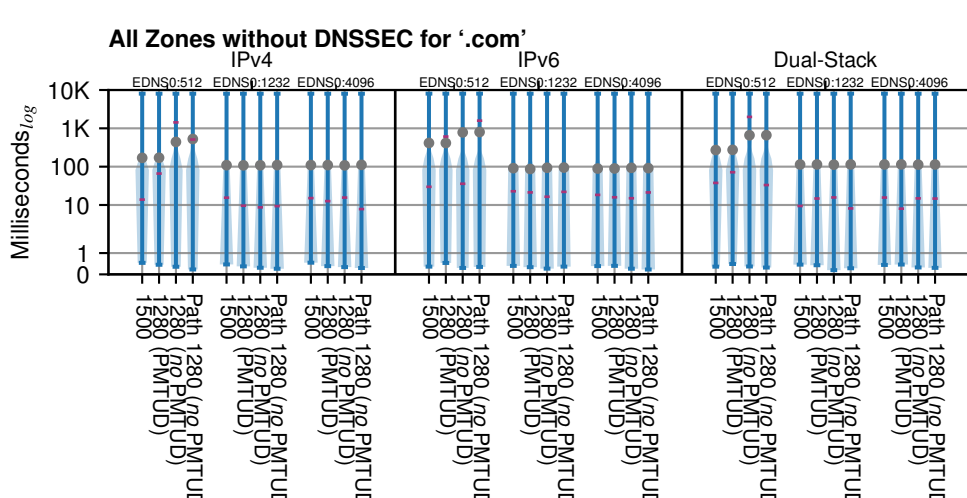 All Zones without DNSSEC for ‘.com’
IPv4
IPv6
Dual-Stack
EDNS0:512
EDNS0:1232
EDNS0:4096
EDNS0:512
EDNS0:1232
EDNS0:4096
EDNS0:512
EDNS0:1232
EDNS0:4096
Milliseconds log
10K
1K
100
10
1
0
1500
1280 (PMTUD)
1280 (no PMTUD)
Path 1280 (no PMTUD
1500
1280 (PMTUD)
1280 (no PMTUD)
Path 1280 (no PMTUD
1500
1280 (PMTUD)
1280 (no PMTUD)
Path 1280 (no PMTUD
1500
1280 (PMTUD)
1280 (no PMTUD)
Path 1280 (no PMTUD
1500
1280 (PMTUD)
1280 (no PMTUD)
Path 1280 (no PMTUD
1500
1280 (PMTUD)
1280 (no PMTUD)
Path 1280 (no PMTUD
1500
1280 (PMTUD)
1280 (no PMTUD)
Path 1280 (no PMTUD
1500
1280 (PMTUD)
1280 (no PMTUD)
Path 1280 (no PMTUD
1500
1280 (PMTUD)
1280 (no PMTUD)
Path 1280 (no PMTUD